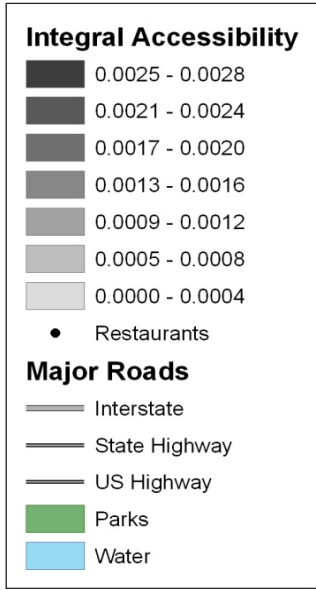 Integral Accessibility
0.0025 - 0.0028
0.0021 - 0.0024
0.0017 - 0.0020
0.0013 - 0.0016
0.0009 - 0.0012
0.0005 - 0.0008
0.0000 - 0.0004
Restaurants
Major Roads
Interstate
State Highway
US Highway
Parks
Water